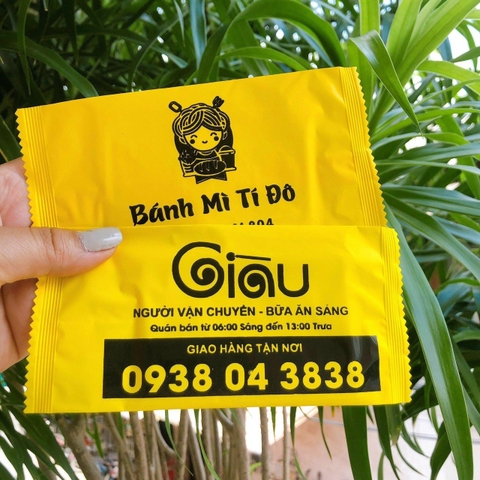 Bánh Mì Tí Đô
Giàu
NGƯỜI VẬN CHUYỂN - BỮA ĂN SÁNG
Quán bán từ 06:00 Sáng đến 13:00 Trưa
GIAO HÀNG TẬN NƠI
0938 04 3838